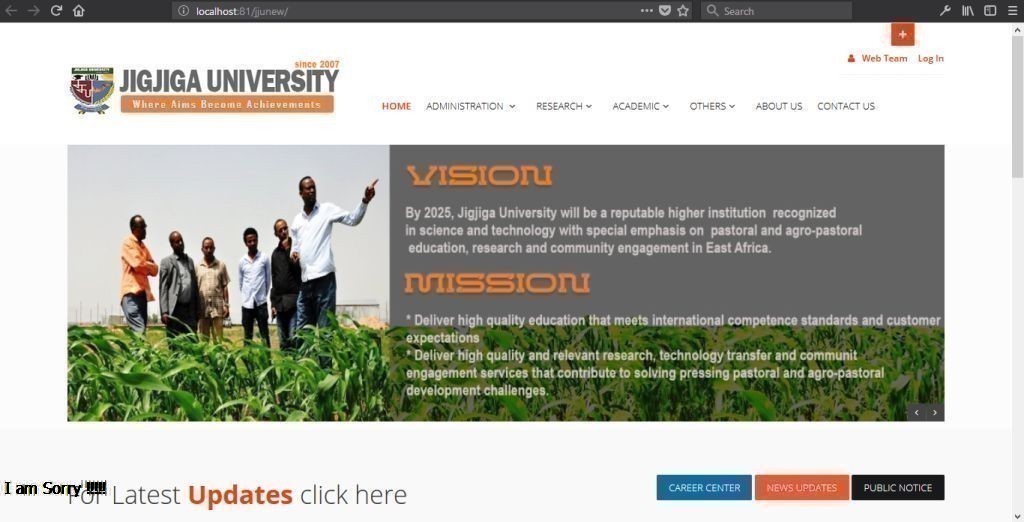 localhost:81/jjunew/
Search
+
Web Team Log In
since 2007
JIGJIGA UNIVERSITY
Where Aims Become Achievements
HOME ADMINISTRATION RESEARCH ACADEMIC OTHERS ABOUT US CONTACT US
VISION
By 2025, Jigjiga University will be a reputable higher institution recognized
in science and technology with special emphasis on pastoral and agro-pastoral
education, research and community engagement in East Africa.
MISSION
* Deliver high quality education that meets international competence standards and customer
expectations
* Deliver high quality and relevant research, technology transfer and communit
engagement services that contribute to solving pressing pastoral and agro-pastoral
development challenges.
I am Sorry !!!!!
For Latest Updates click here
CAREER CENTER NEWS UPDATES PUBLIC NOTICE